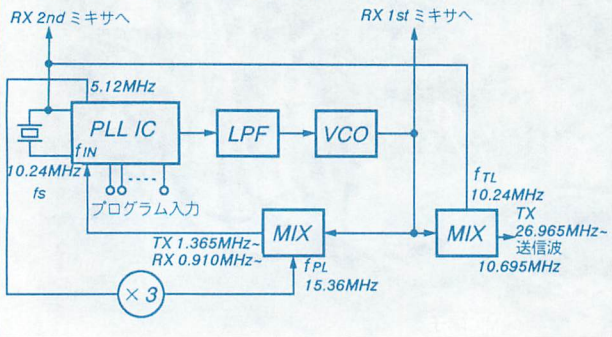 RX 2nd ミキサへ
RX 1st ミキサへ
5.12MHz
PLL IC
LPF
VCO
fIN
10.24MHz
fs
プログラム入力
fTL
10.24MHz
TX
26.965MHz~
送信波
MIX
MIX
10.695MHz
TX 1.365MHz~
RX 0.910MHz~
fPL
15.36MHz
×3